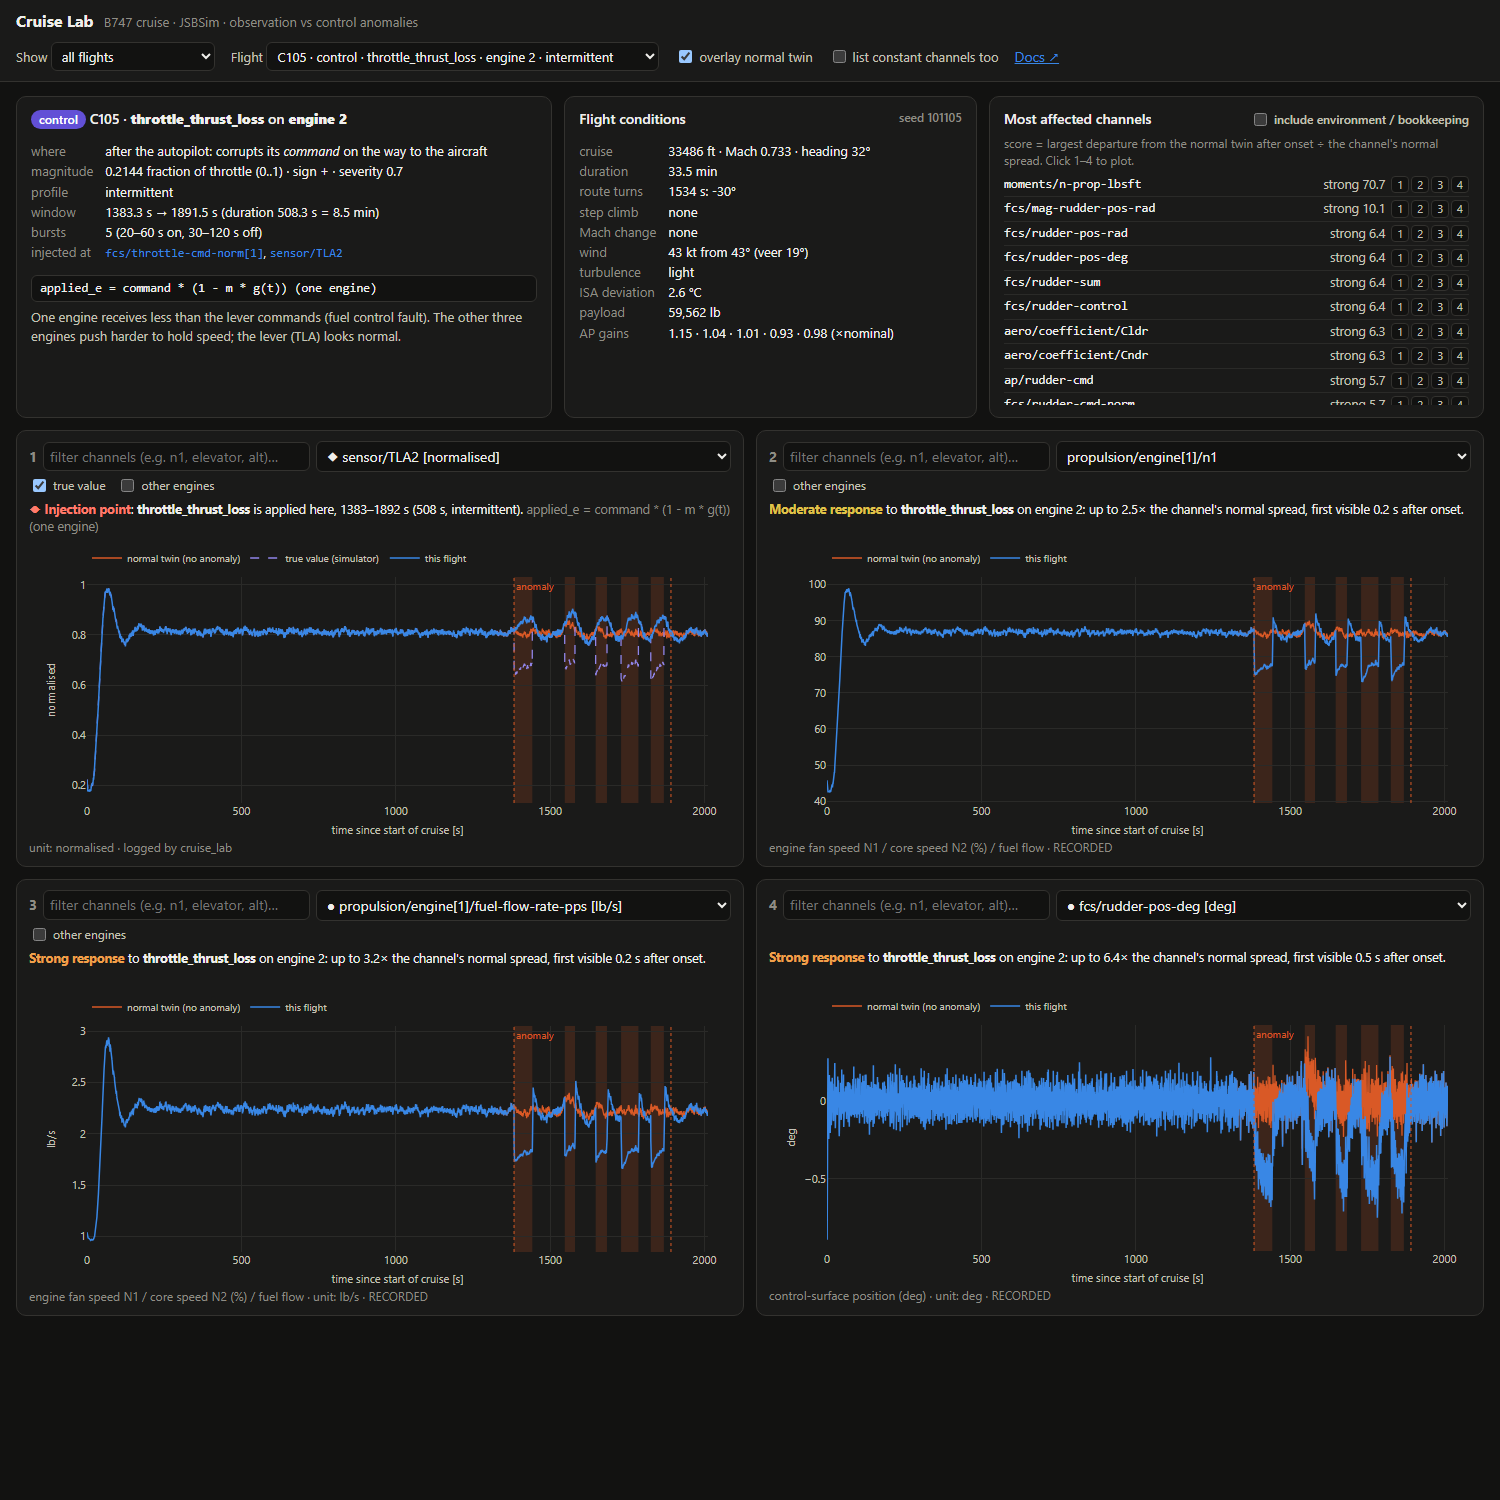 Cruise Lab B747 cruise · JSBSim · observation vs control anomalies
Show all flights Flight C105 · control · throttle_thrust_loss · engine 2 · intermittent overlay normal twin list constant channels too Docs ↗
control C105 · throttle_thrust_loss on engine 2
where after the autopilot: corrupts its command on the way to the aircraft
magnitude 0.2144 fraction of throttle (0..1) · sign + · severity 0.7
profile intermittent
window 1383.3 s → 1891.5 s (duration 508.3 s = 8.5 min)
bursts 5 (20–60 s on, 30–120 s off)
injected at fcs/throttle-cmd-norm[1], sensor/TLA2
applied_e = command * (1 - m * g(t)) (one engine)
One engine receives less than the lever commands (fuel control fault). The other three
engines push harder to hold speed; the lever (TLA) looks normal.
Flight conditions seed 101105
cruise 33486 ft · Mach 0.733 · heading 32°
duration 33.5 min
route turns 1534 s: -30°
step climb none
Mach change none
wind 43 kt from 43° (veer 19°)
turbulence light
ISA deviation 2.6 °C
payload 59,562 lb
AP gains 1.15 · 1.04 · 1.01 · 0.93 · 0.98 (×nominal)
Most affected channels include environment / bookkeeping
score = largest departure from the normal twin after onset ÷ the channel's normal
spread. Click 1–4 to plot.
moments/n-prop-lbsft strong 70.7 1 2 3 4
fcs/mag-rudder-pos-rad strong 10.1 1 2 3 4
fcs/rudder-pos-rad strong 6.4 1 2 3 4
fcs/rudder-pos-deg strong 6.4 1 2 3 4
fcs/rudder-sum strong 6.4 1 2 3 4
fcs/rudder-control strong 6.4 1 2 3 4
aero/coefficient/Cldr strong 6.3 1 2 3 4
aero/coefficient/Cndr strong 6.3 1 2 3 4
ap/rudder-cmd strong 5.7 1 2 3 4
fcs/rudder-cmd-norm strong 5.7 1 2 3 4
1 filter channels (e.g. n1, elevator, alt)... ◆ sensor/TLA2 [normalised]
true value other engines
◆ Injection point: throttle_thrust_loss is applied here, 1383–1892 s (508 s, intermittent). applied_e = command * (1 - m * g(t))
(one engine)
normal twin (no anomaly) true value (simulator) this flight
anomaly
1
0.8
0.6
0.4
0.2
normalised
0 500 1000 1500 2000
time since start of cruise [s]
unit: normalised · logged by cruise_lab
2 filter channels (e.g. n1, elevator, alt)... propulsion/engine[1]/n1
other engines
Moderate response to throttle_thrust_loss on engine 2: up to 2.5× the channel's normal spread, first visible 0.2 s after onset.
normal twin (no anomaly) this flight
anomaly
100
90
80
70
60
50
40
0 500 1000 1500 2000
time since start of cruise [s]
engine fan speed N1 / core speed N2 (%) / fuel flow · RECORDED
3 filter channels (e.g. n1, elevator, alt)... ● propulsion/engine[1]/fuel-flow-rate-pps [lb/s]
other engines
Strong response to throttle_thrust_loss on engine 2: up to 3.2× the channel's normal spread, first visible 0.2 s after onset.
normal twin (no anomaly) this flight
anomaly
3
2.5
2
1.5
1
lb/s
0 500 1000 1500 2000
time since start of cruise [s]
engine fan speed N1 / core speed N2 (%) / fuel flow · unit: lb/s · RECORDED
4 filter channels (e.g. n1, elevator, alt)... ● fcs/rudder-pos-deg [deg]
Strong response to throttle_thrust_loss on engine 2: up to 6.4× the channel's normal spread, first visible 0.5 s after onset.
normal twin (no anomaly) this flight
anomaly
0
−0.5
deg
0 500 1000 1500 2000
time since start of cruise [s]
control-surface position (deg) · unit: deg · RECORDED